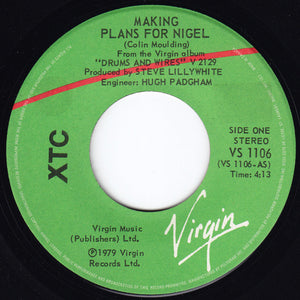 MAKING
PLANS FOR NIGEL
(Colin Moulding)
From the Virgin album
"DRUMS AND WIRES" V 2129
Produced by STEVE LILLYWHITE
Engineer: HUGH PADGHAM
SIDE ONE
STEREO
VS 1106
(VS 1106-AS)
Time: 4:13
XTC
Virgin Music
(Publishers) Ltd.
℗1979 Virgin
Records Ltd.
Virgin